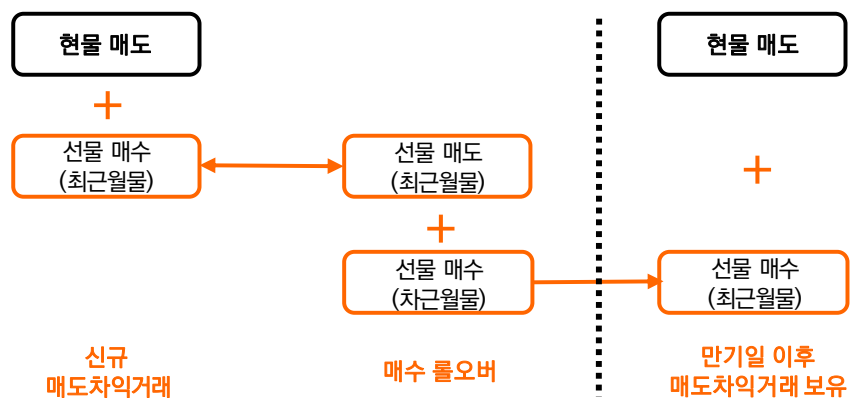 현물 매도
현물 매도
+
선물 매수
(최근월물)
선물 매도
(최근월물)
+
+
선물 매수
(차근월물)
선물 매수
(최근월물)
신규
매도차익거래
매수 롤오버
만기일 이후
매도차익거래 보유